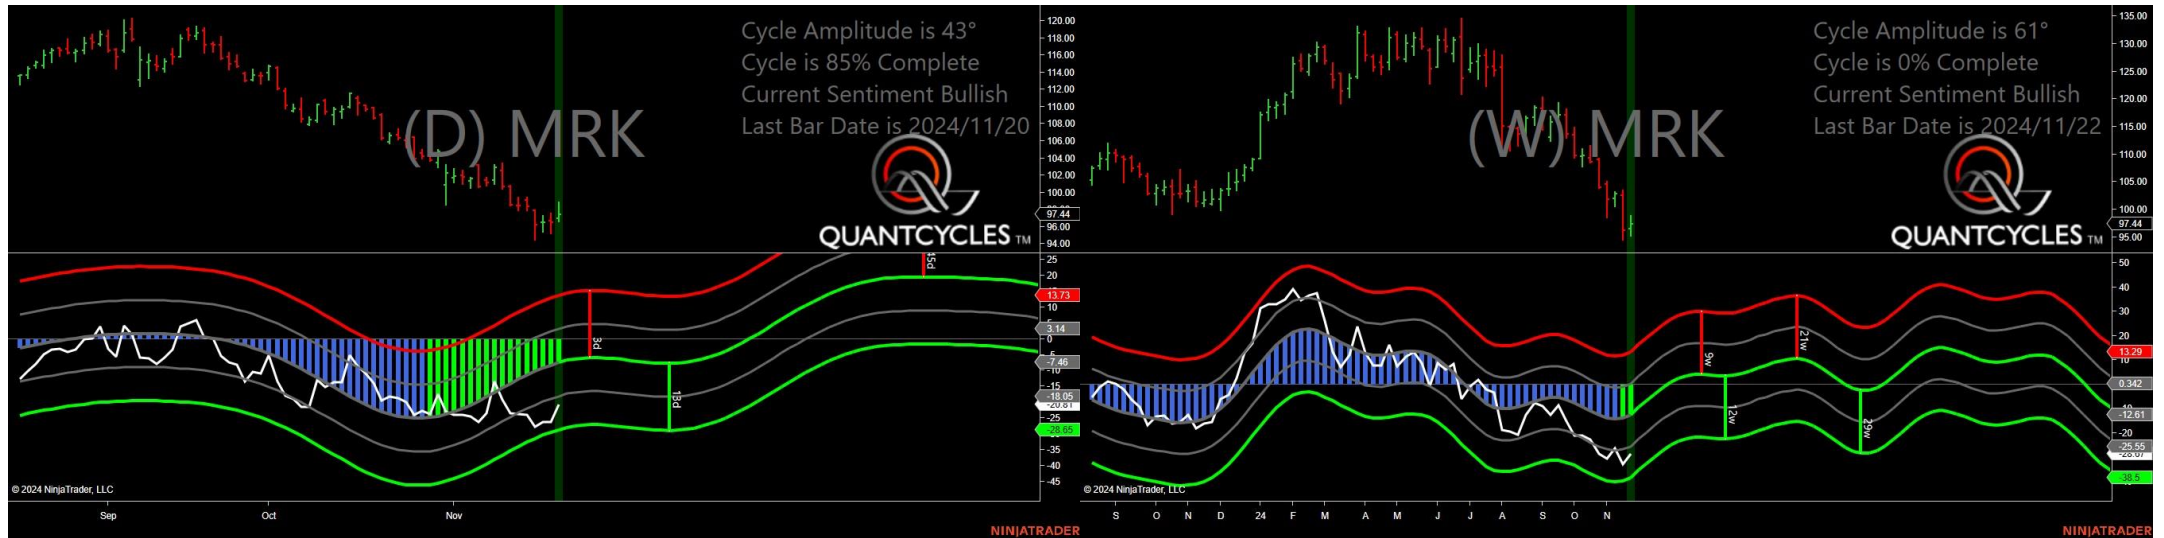 Cycle Amplitude is 43°
Cycle is 85% Complete
Current Sentiment Bullish
Last Bar Date is 2024/11/20
(D) MRK
QUANTCYCLES TM
120.00
118.00
116.00
114.00
112.00
110.00
108.00
106.00
104.00
102.00
100.00
97.44
96.00
94.00
25
20
13.73
10
3.14
0
-7.46
-10
-15
-18.05
-20.81
-25
-28.65
-35
-40
-45
3d
13d
45d
© 2024 NinjaTrader, LLC
Sep Oct Nov
NINJATRADER
Cycle Amplitude is 61°
Cycle is 0% Complete
Current Sentiment Bullish
Last Bar Date is 2024/11/22
(W) MRK
QUANTCYCLES TM
135.00
130.00
125.00
120.00
115.00
110.00
105.00
100.00
97.44
95.00
50
40
30
20
13.29
10
0.342
-12.61
-20
-25.55
-38.5
9w
12w
21w
29w
© 2024 NinjaTrader, LLC
S O N D 24 F M A M J J A S O N
NINJATRADER